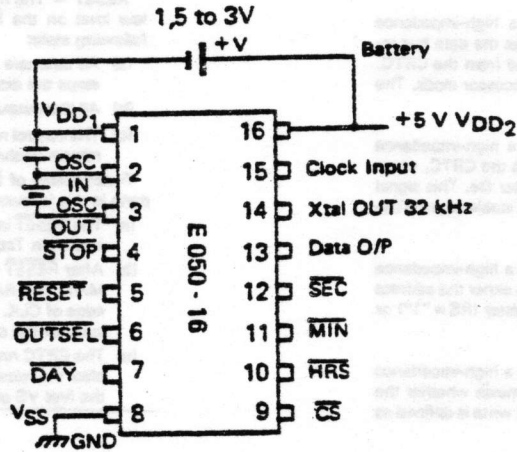 1,5 to 3V
+V
Battery
VDD1
+5 V VDD2
1
16
OSC
IN
2
15
Clock Input
OSC
OUT
3
14
Xtal OUT 32 kHz
STOP
4
13
Data O/P
RESET
5
12
SEC
OUTSEL
6
11
MIN
DAY
7
10
HRS
VSS
8
9
CS
GND
E 050-16